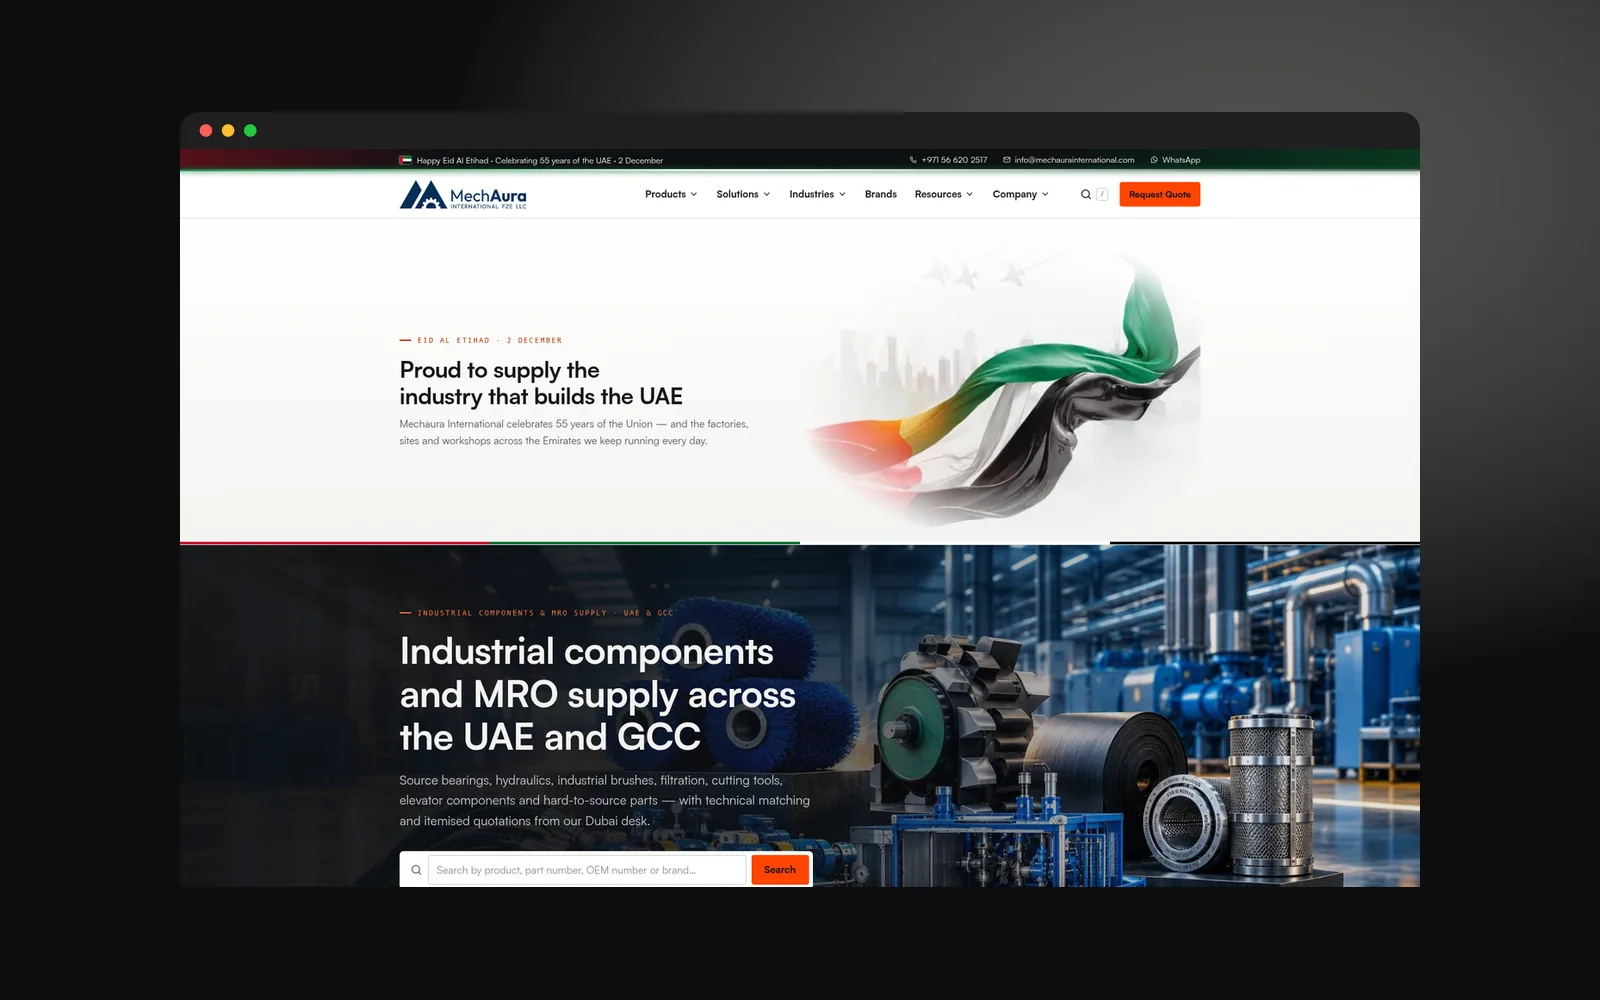 Happy Eid Al Etihad · Celebrating 55 years of the UAE · 2 December
+971 56 620 2517
info@mechaurainternational.com
WhatsApp
MechAura
INTERNATIONAL FZE LLC
Products
Solutions
Industries
Brands
Resources
Company
/
Request Quote
EID AL ETIHAD · 2 DECEMBER
Proud to supply the
industry that builds the UAE
Mechaura International celebrates 55 years of the Union — and the factories,
sites and workshops across the Emirates we keep running every day.
INDUSTRIAL COMPONENTS & MRO SUPPLY · UAE & GCC
Industrial components
and MRO supply across
the UAE and GCC
Source bearings, hydraulics, industrial brushes, filtration, cutting tools,
elevator components and hard-to-source parts — with technical matching
and itemised quotations from our Dubai desk.
Search by product, part number, OEM number or brand...
Search